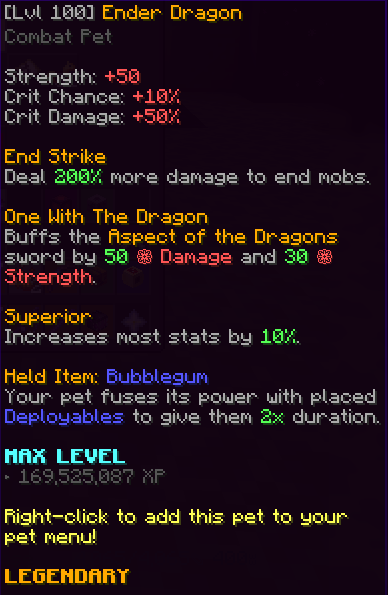 [Lvl 100] Ender Dragon
Combat Pet
Strength: +50
Crit Chance: +10%
Crit Damage: +50%
End Strike
Deal 200% more damage to end mobs.
One With The Dragon
Buffs the Aspect of the Dragons
sword by 50 ❁ Damage and 30 ❁
Strength.
Superior
Increases most stats by 10%.
Held Item: Bubblegum
Your pet fuses its power with placed
Deployables to give them 2x duration.
MAX LEVEL
▸ 169,525,087 XP
Right-click to add this pet to your
pet menu!
LEGENDARY